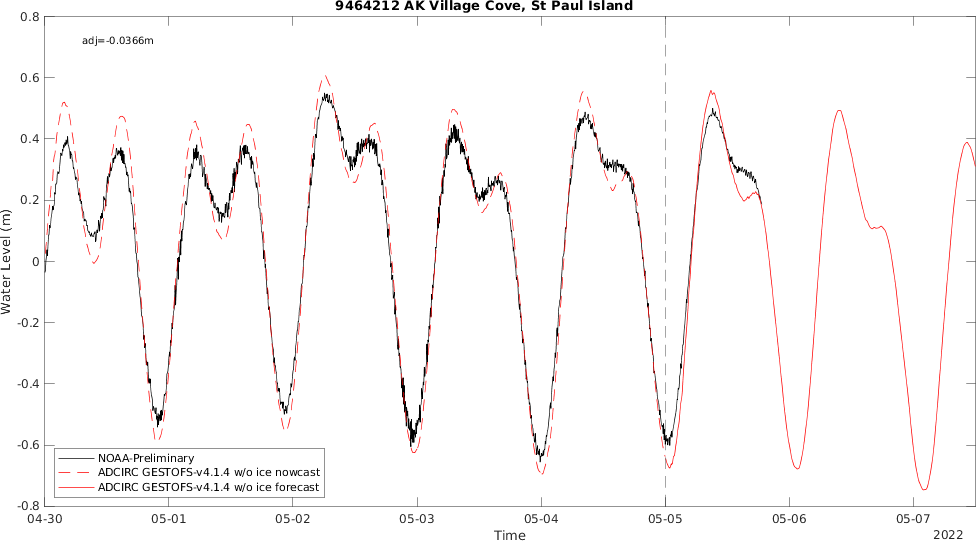 9464212 AK Village Cove, St Paul Island
adj=-0.0366m
0.8
0.6
0.4
0.2
0
-0.2
-0.4
-0.6
-0.8
Water Level (m)
NOAA-Preliminary
ADCIRC GESTOFS-v4.1.4 w/o ice nowcast
ADCIRC GESTOFS-v4.1.4 w/o ice forecast
04-30 05-01 05-02 05-03 05-04 05-05 05-06 05-07
Time
2022